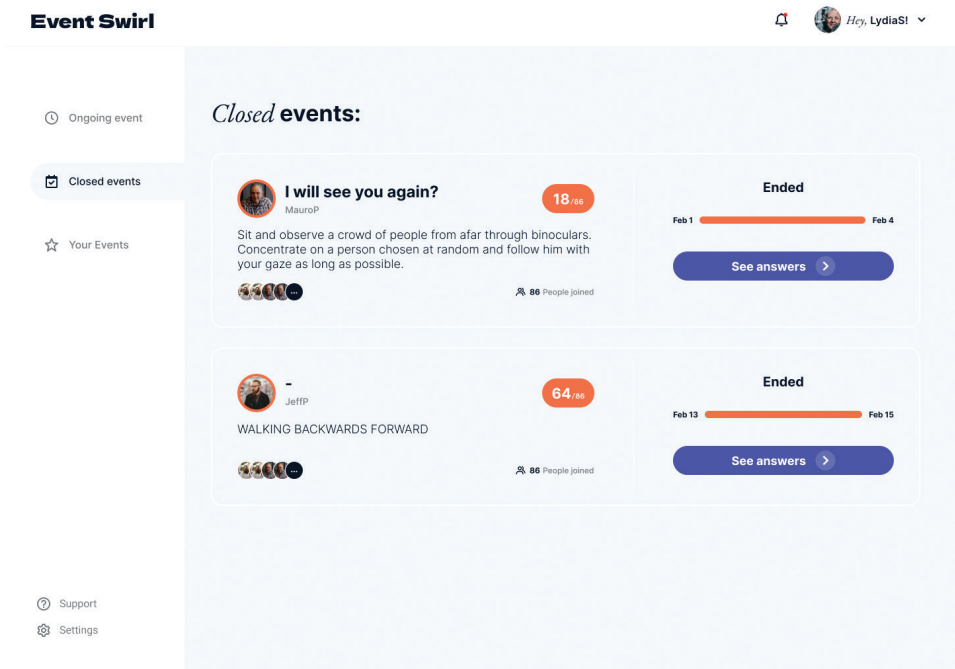 Event Swirl
Hey, LydiaS!
Ongoing event
Closed events
Your Events
Support
Settings
Closed events:
I will see you again?
MauroP
18/86
Sit and observe a crowd of people from afar through binoculars.
Concentrate on a person chosen at random and follow him with
your gaze as long as possible.
...
86 People joined
Ended
Feb 1
Feb 4
See answers
-
JeffP
64/86
WALKING BACKWARDS FORWARD
...
86 People joined
Ended
Feb 13
Feb 15
See answers